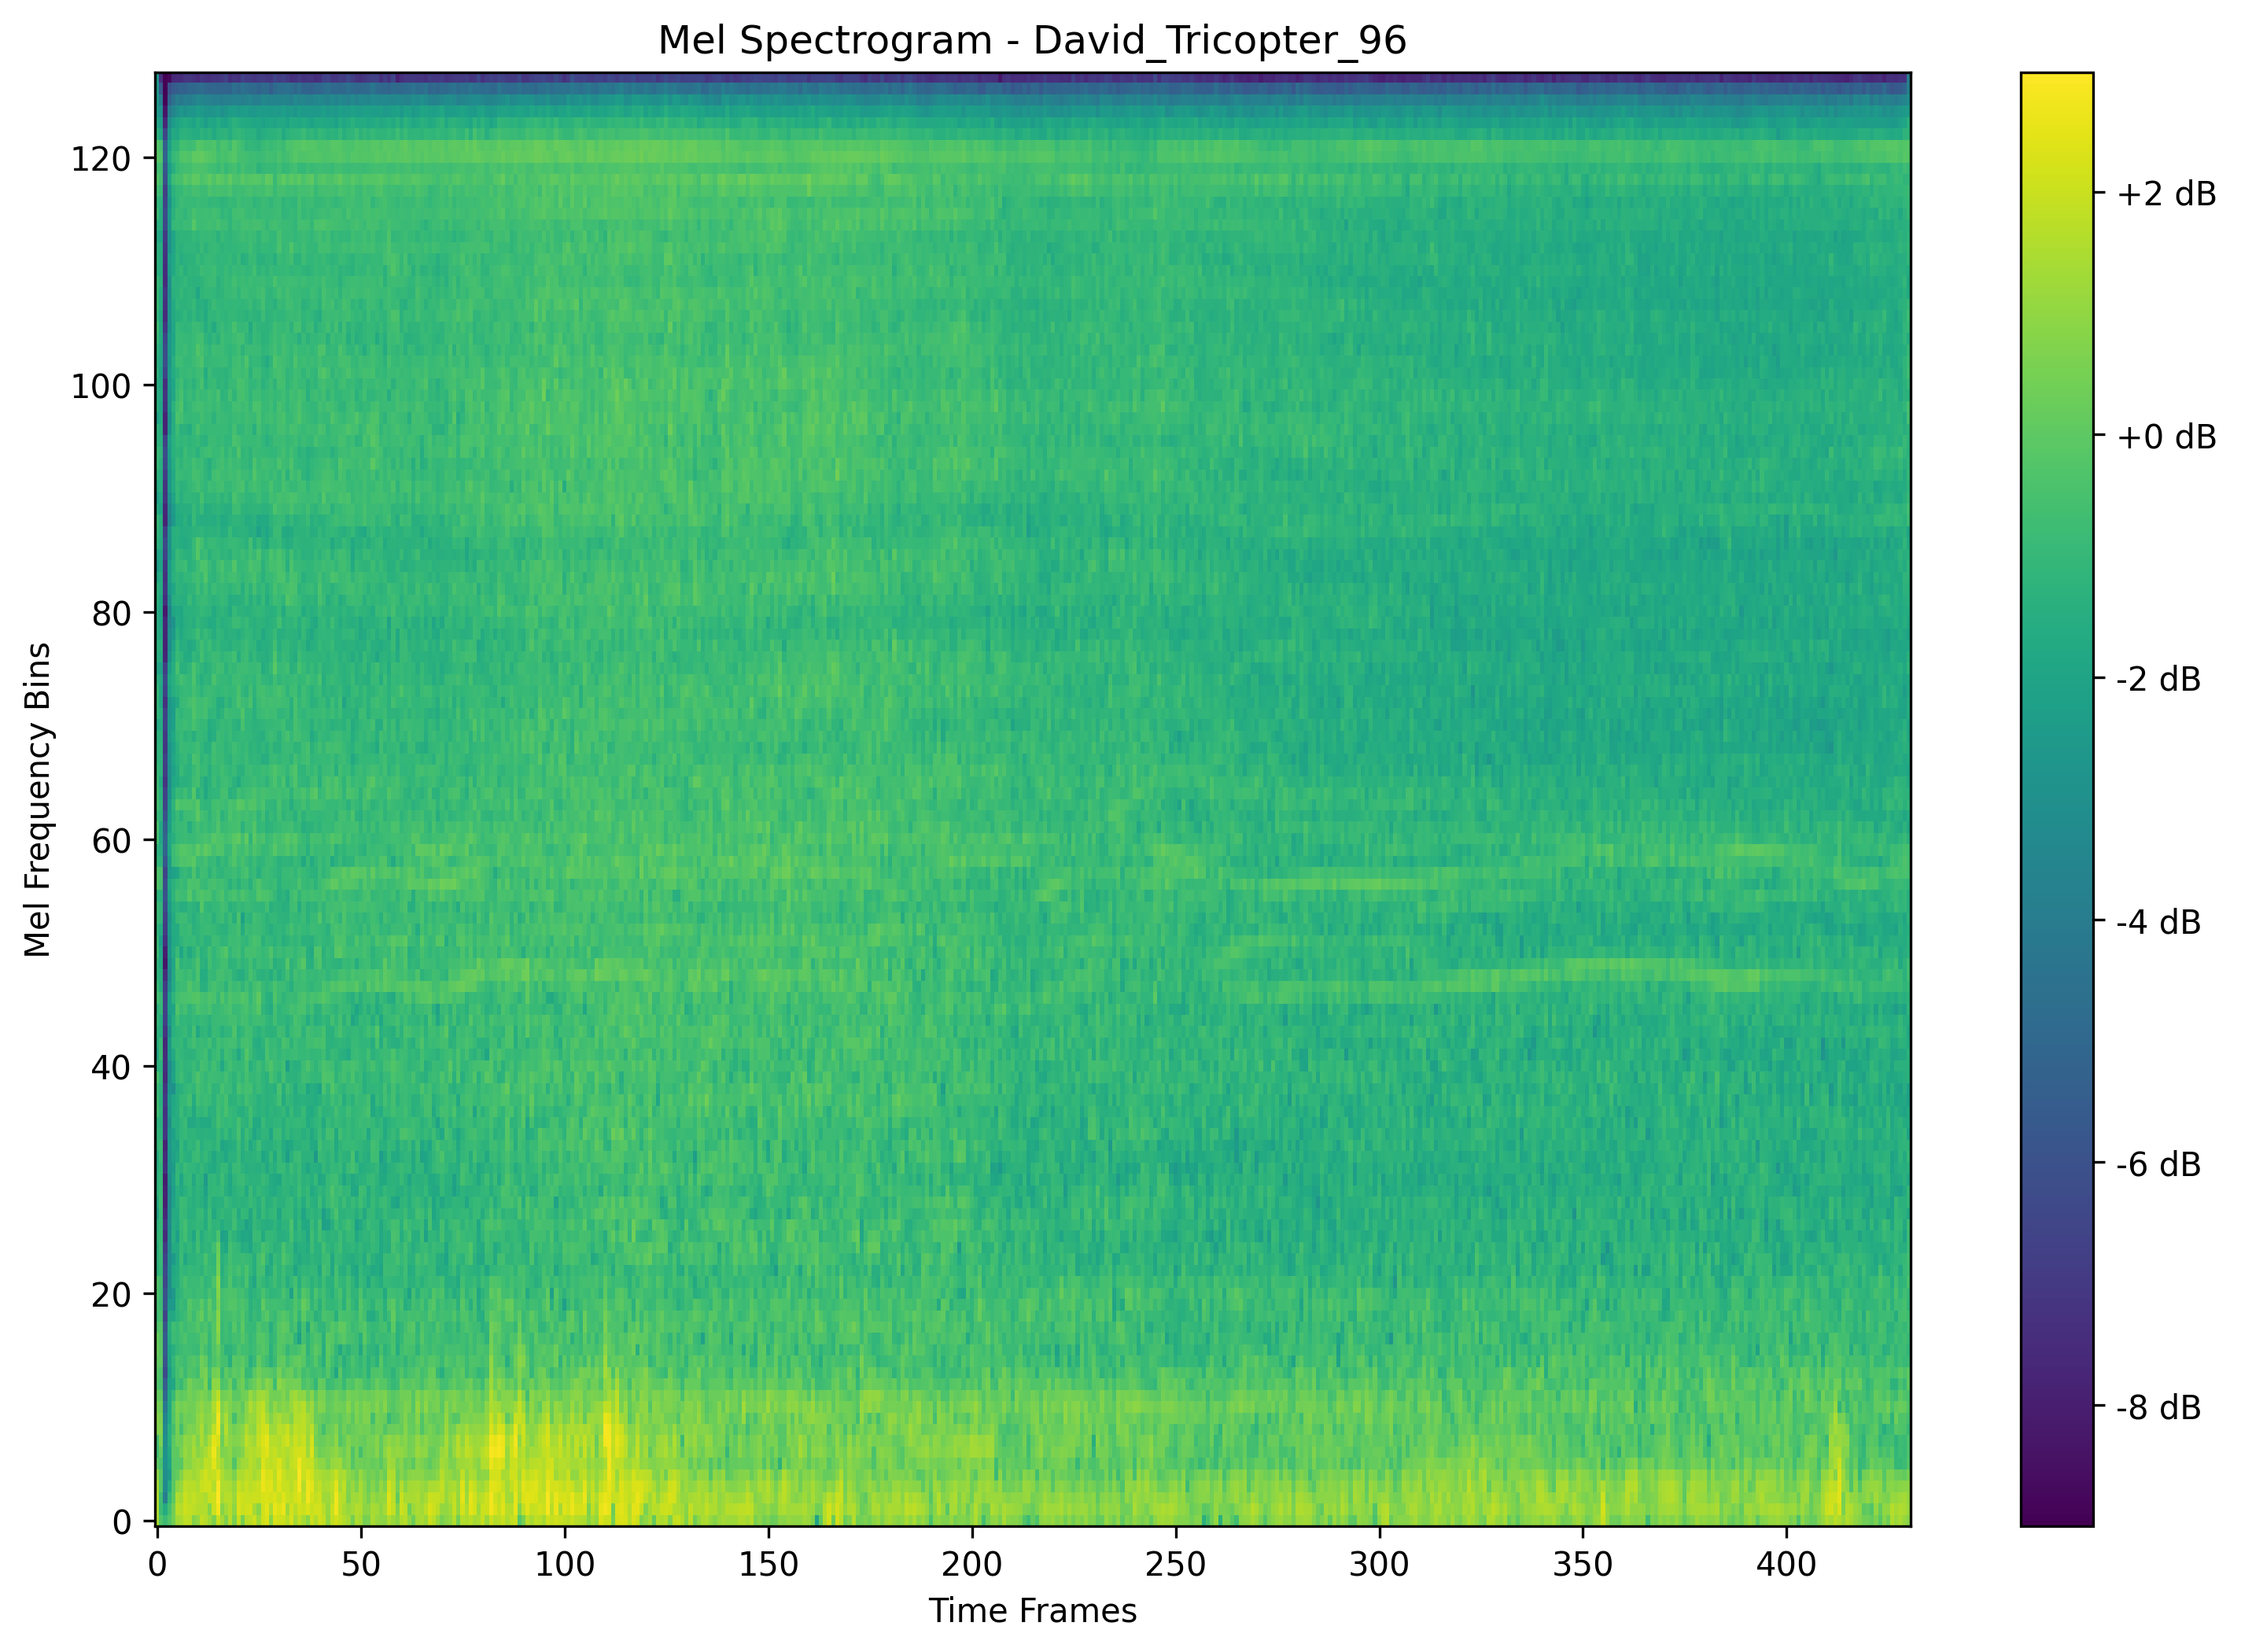 Mel Spectrogram - David_Tricopter_96
Mel Frequency Bins
120
100
80
60
40
20
0
0 50 100 150 200 250 300 350 400
Time Frames
+2 dB
+0 dB
-2 dB
-4 dB
-6 dB
-8 dB